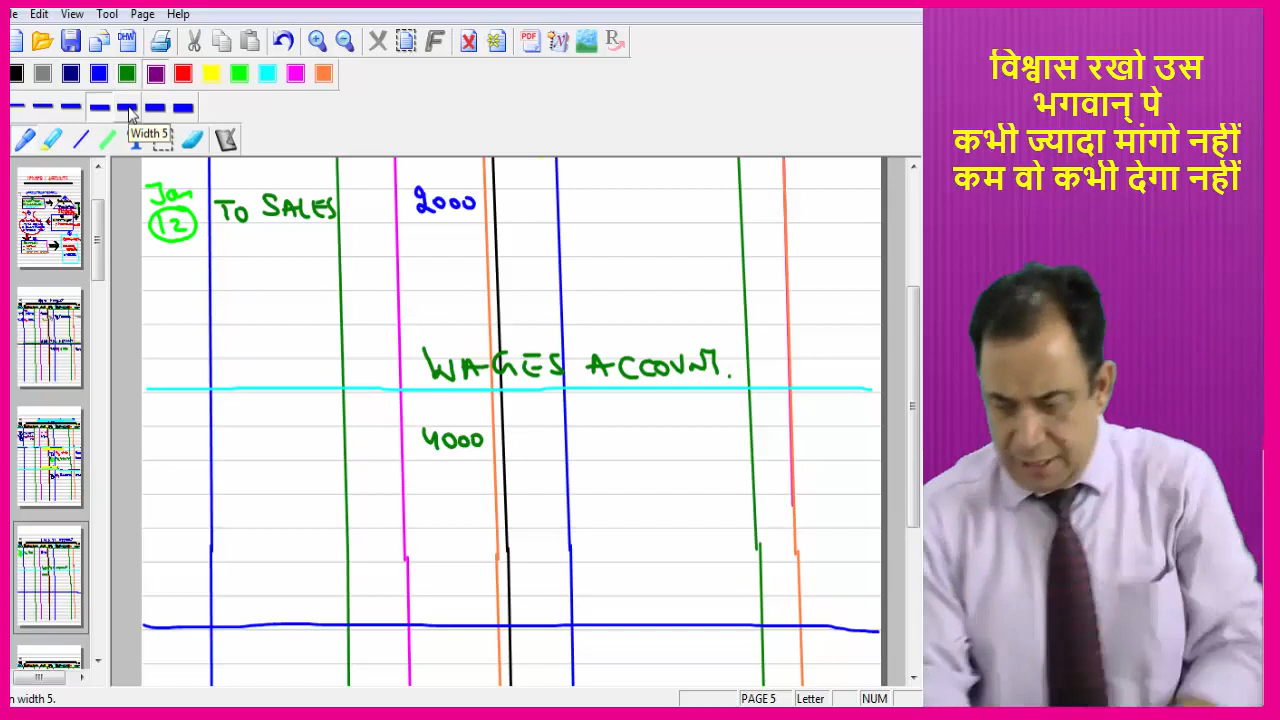 Edit View Tool Page Help
Width 5
Jan
12
TO SALES
2000
WAGES ACCOUNT.
4000
विश्वास रखो उस
भगवान् पे
कभी ज्यादा मांगो नहीं
कम वो कभी देगा नहीं
width 5.
PAGE 5 Letter NUM